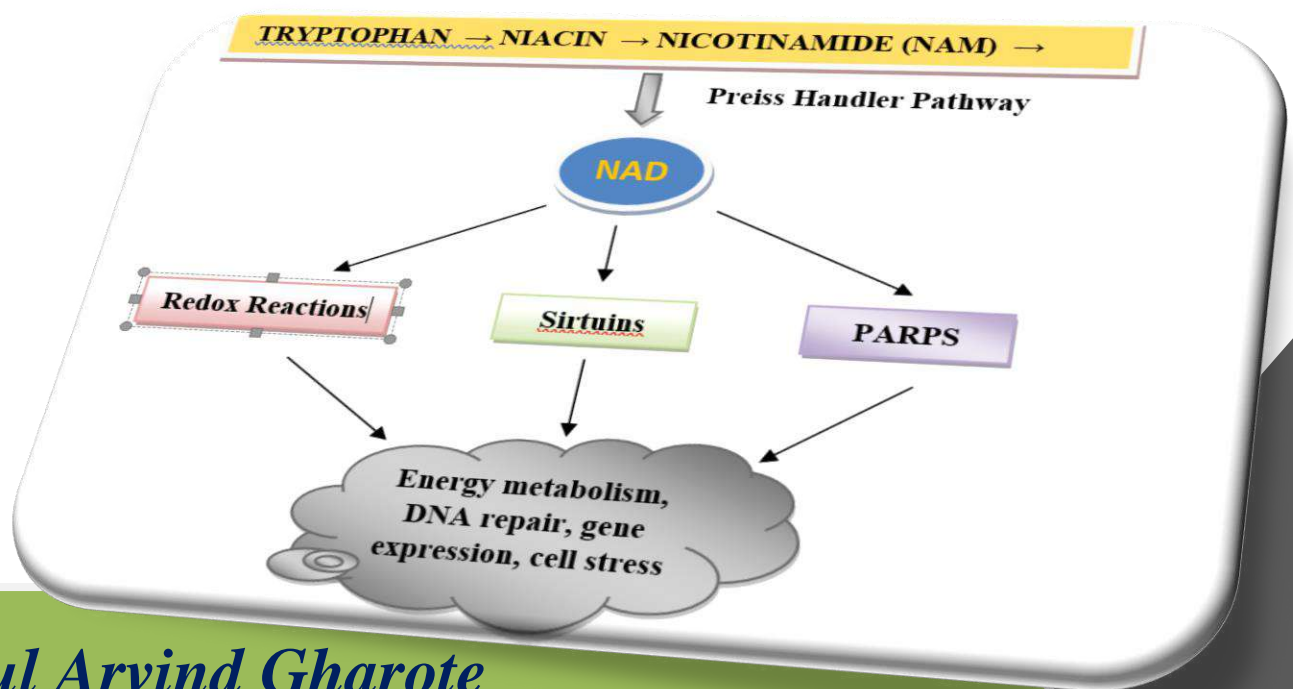 TRYPTOPHAN → NIACIN → NICOTINAMIDE (NAM) →
Preiss Handler Pathway
NAD
Redox Reactions
Sirtuins
PARPS
Energy metabolism,
DNA repair, gene
expression, cell stress
Arvind Gharote